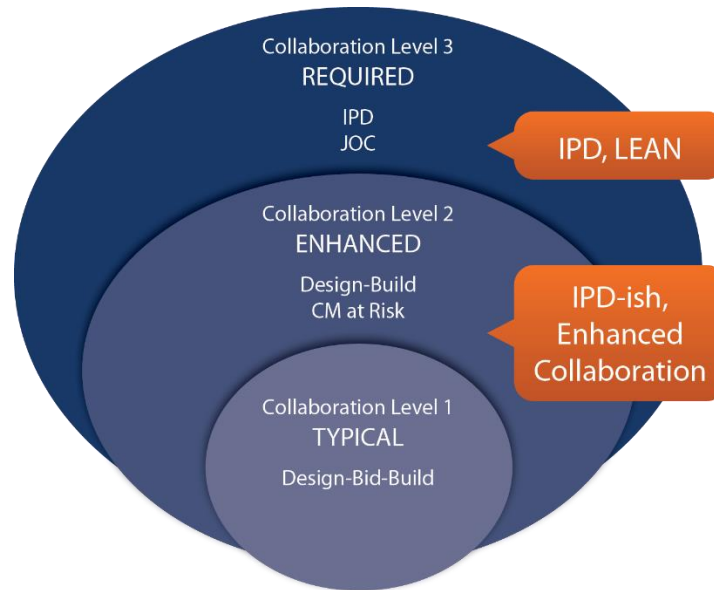 Collaboration Level 3
REQUIRED
IPD
JOC
IPD, LEAN
Collaboration Level 2
ENHANCED
Design-Build
CM at Risk
IPD-ish,
Enhanced
Collaboration
Collaboration Level 1
TYPICAL
Design-Bid-Build